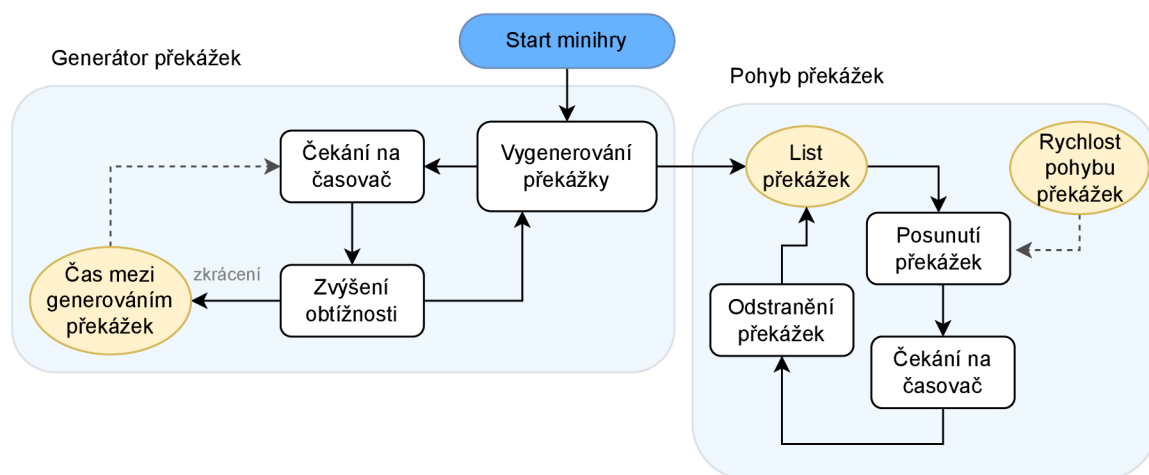 Start minihry
Generátor překážek
Čekání na
časovač
Vygenerování
překážky
Čas mezi
generováním
překážek
zkrácení
Zvýšení
obtížnosti
Pohyb překážek
List
překážek
Rychlost
pohybu
překážek
Posunutí
překážek
Odstranění
překážek
Čekání na
časovač